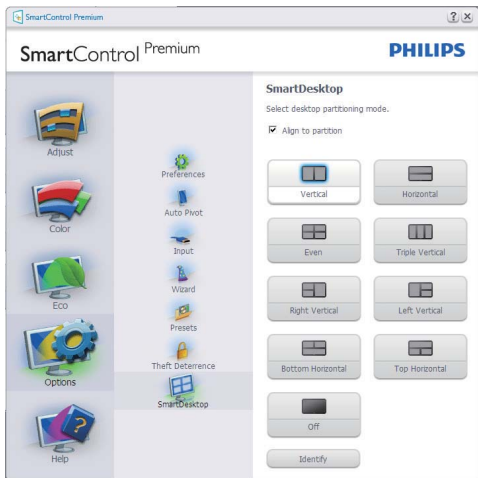 SmartControl Premium
SmartControl Premium
PHILIPS
Adjust
Color
Eco
Options
Help
Preferences
Auto Pivot
Input
Wizard
Presets
Theft Deterrence
SmartDesktop
SmartDesktop
Select desktop partitioning mode.
Align to partition
Vertical
Horizontal
Even
Triple Vertical
Right Vertical
Left Vertical
Bottom Horizontal
Top Horizontal
Off
Identify